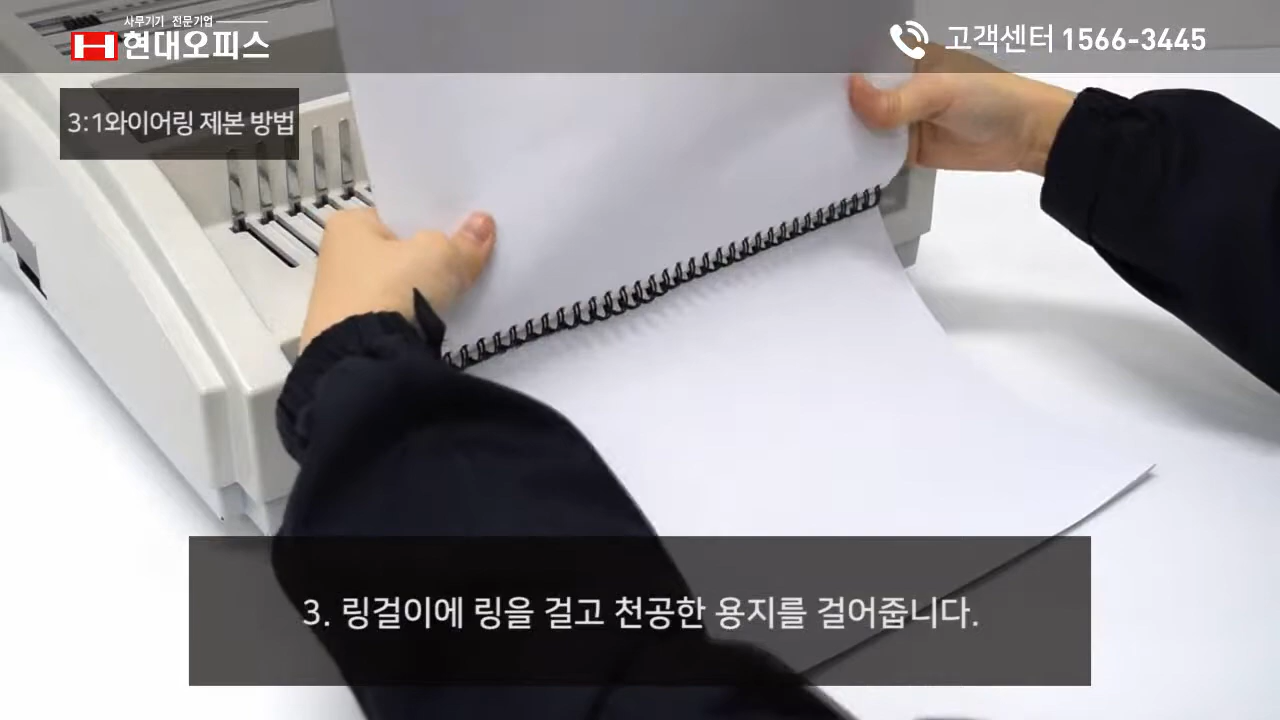 사무기기 전문기업
현대오피스
고객센터 1566-3445
3:1와이어링 제본 방법
3. 링걸이에 링을 걸고 천공한 용지를 걸어줍니다.